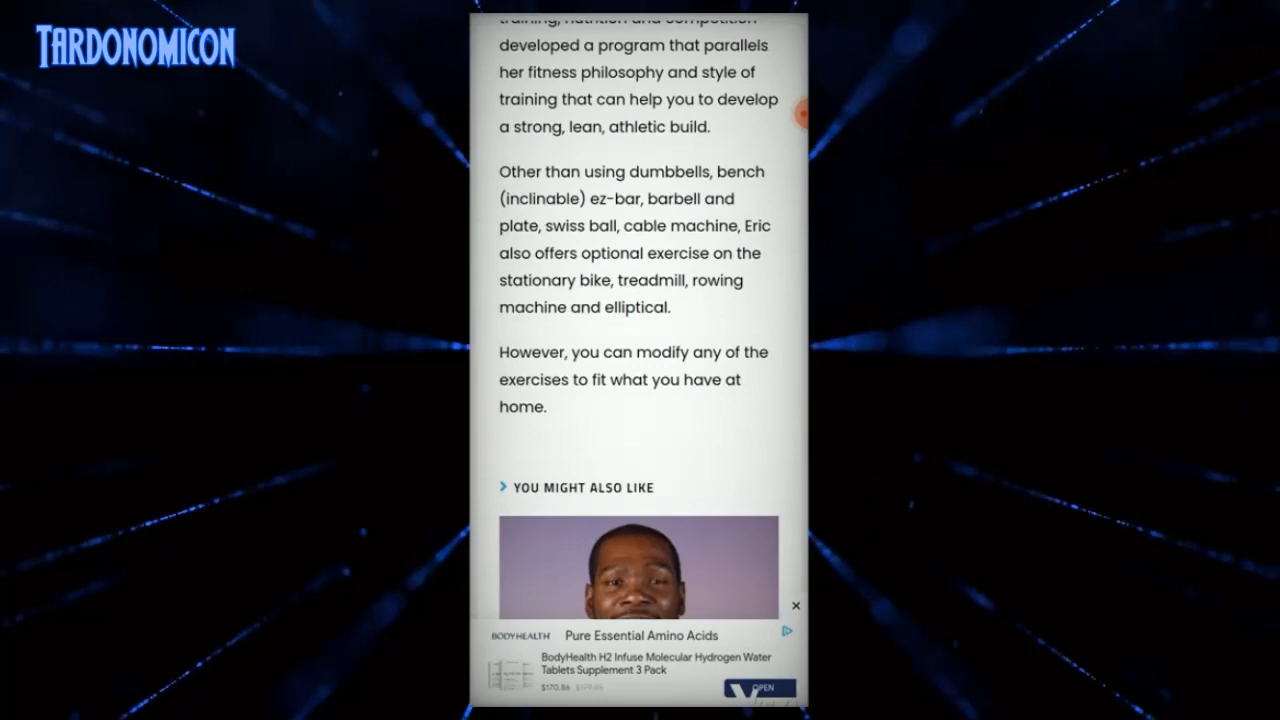 TARDONOMICON
training, nutrition and competition
developed a program that parallels
her fitness philosophy and style of
training that can help you to develop
a strong, lean, athletic build.
Other than using dumbbells, bench
(inclinable) ez-bar, barbell and
plate, swiss ball, cable machine, Eric
also offers optional exercise on the
stationary bike, treadmill, rowing
machine and elliptical.
However, you can modify any of the
exercises to fit what you have at
home.
YOU MIGHT ALSO LIKE
BODYHEALTH Pure Essential Amino Acids
BodyHealth H2 Infuse Molecular Hydrogen Water
Tablets Supplement 3 Pack
$170.86
OPEN